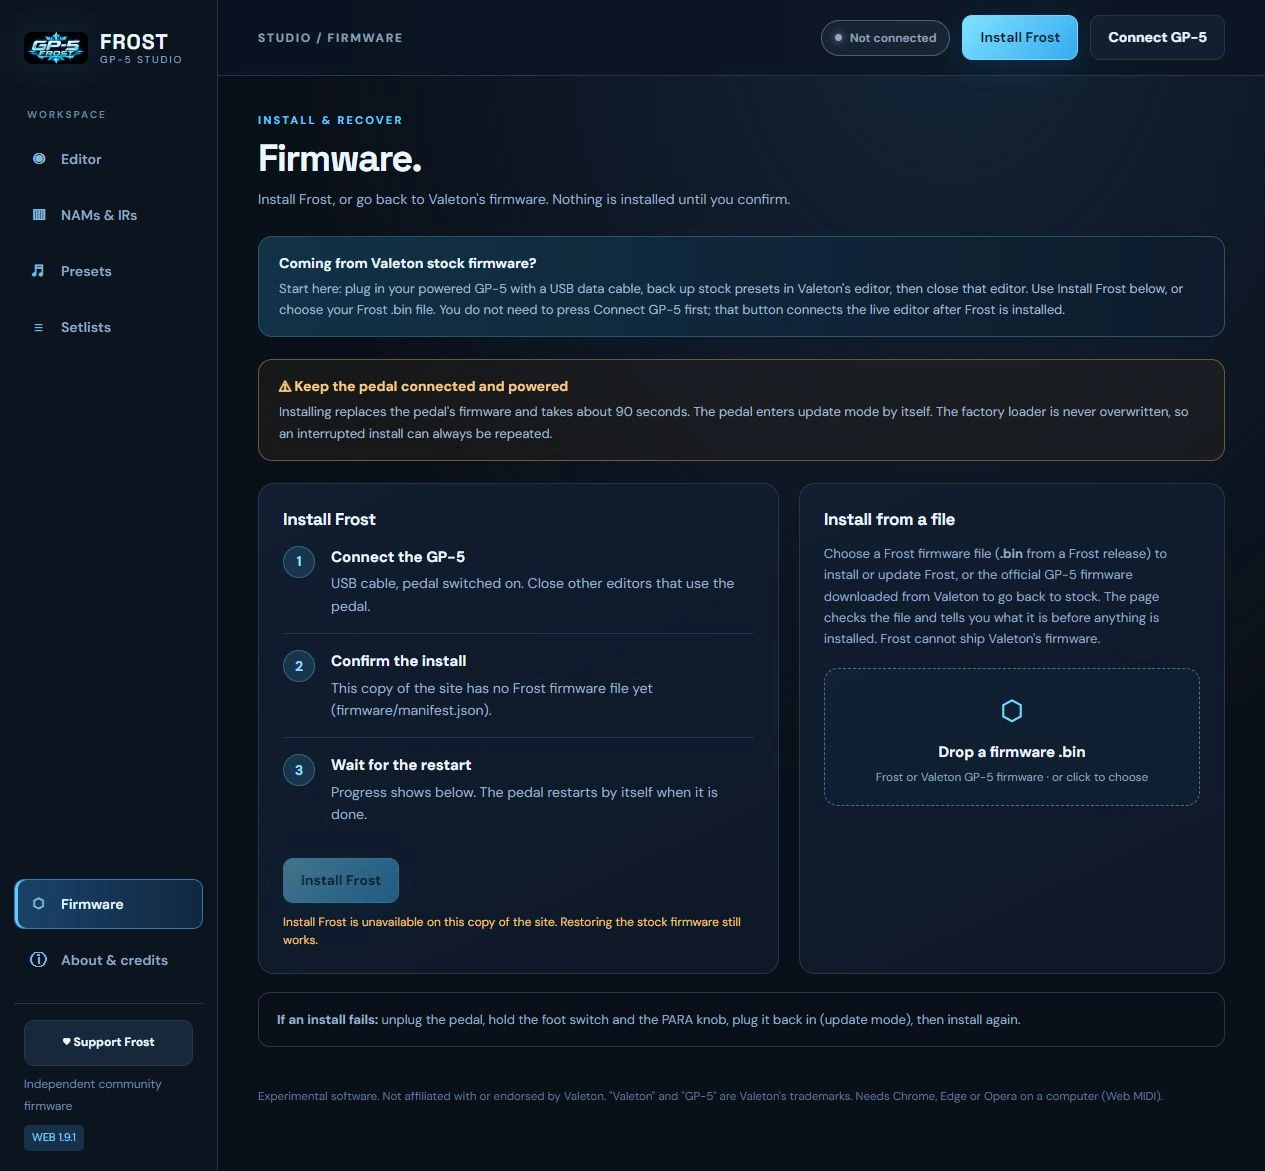 GP-5
FROST
FROST
GP-5 STUDIO
STUDIO / FIRMWARE
Not connected
Install Frost
Connect GP-5
WORKSPACE
Editor
NAMs & IRs
Presets
Setlists
INSTALL & RECOVER
Firmware.
Install Frost, or go back to Valeton's firmware. Nothing is installed until you confirm.
Coming from Valeton stock firmware?
Start here: plug in your powered GP-5 with a USB data cable, back up stock presets in Valeton's editor, then close that editor. Use Install Frost below, or
choose your Frost .bin file. You do not need to press Connect GP-5 first; that button connects the live editor after Frost is installed.
⚠ Keep the pedal connected and powered
Installing replaces the pedal's firmware and takes about 90 seconds. The pedal enters update mode by itself. The factory loader is never overwritten, so
an interrupted install can always be repeated.
Install Frost
1
Connect the GP-5
USB cable, pedal switched on. Close other editors that use the
pedal.
2
Confirm the install
This copy of the site has no Frost firmware file yet
(firmware/manifest.json).
3
Wait for the restart
Progress shows below. The pedal restarts by itself when it is
done.
Install Frost
Install Frost is unavailable on this copy of the site. Restoring the stock firmware still
works.
Install from a file
Choose a Frost firmware file (.bin from a Frost release) to
install or update Frost, or the official GP-5 firmware
downloaded from Valeton to go back to stock. The page
checks the file and tells you what it is before anything is
installed. Frost cannot ship Valeton's firmware.
Drop a firmware .bin
Frost or Valeton GP-5 firmware · or click to choose
If an install fails: unplug the pedal, hold the foot switch and the PARA knob, plug it back in (update mode), then install again.
Experimental software. Not affiliated with or endorsed by Valeton. "Valeton" and "GP-5" are Valeton's trademarks. Needs Chrome, Edge or Opera on a computer (Web MIDI).
Firmware
About & credits
♥ Support Frost
Independent community
firmware
WEB 1.9.1